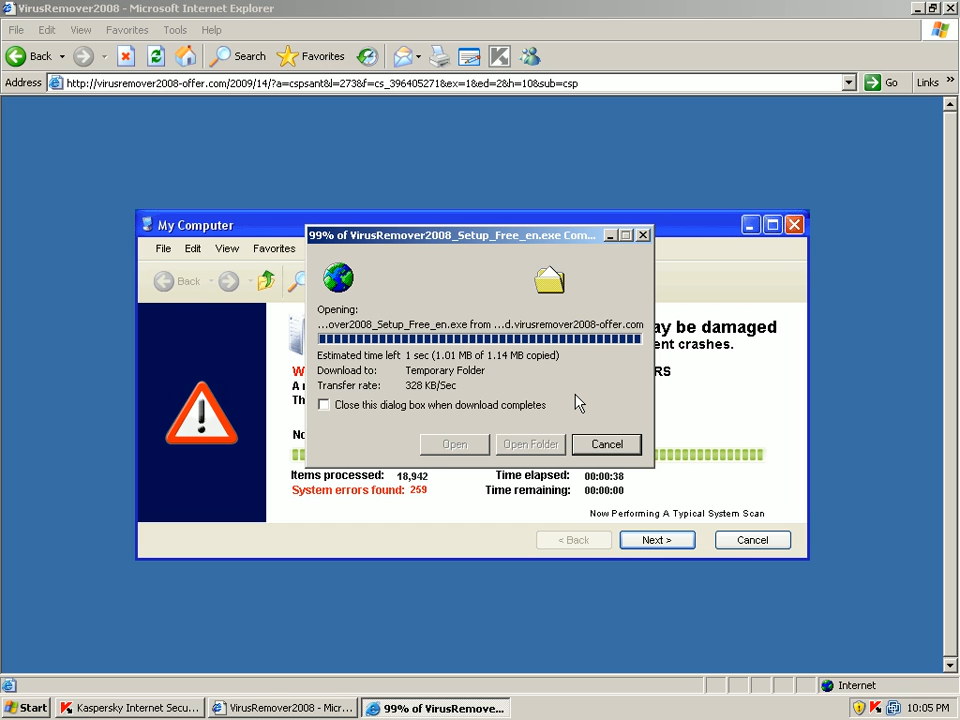 VirusRemover2008 - Microsoft Internet Explorer
File Edit View Favorites Tools Help
Back Search Favorites
Address http://virusremover2008-offer.com/2009/14/?a=cspsant&l=273&f=cs_396405271&ex=1&ed=2&h=10&sub=csp Go Links »
My Computer
99% of VirusRemover2008_Setup_Free_en.exe Com...
File Edit View Favorites
Back
Opening:
...over2008_Setup_Free_en.exe from ...d.virusremover2008-offer.com
ay be damaged
ent crashes.
Estimated time left 1 sec (1.01 MB of 1.14 MB copied)
Download to: Temporary Folder
RS
Transfer rate: 328 KB/Sec
Close this dialog box when download completes
Open Open Folder Cancel
Items processed: 18,942 Time elapsed: 00:00:38
System errors found: 259 Time remaining: 00:00:00
Now Performing A Typical System Scan
< Back Next > Cancel
Internet
Start Kaspersky Internet Secu... VirusRemover2008 - Micr... 99% of VirusRemove... 10:05 PM